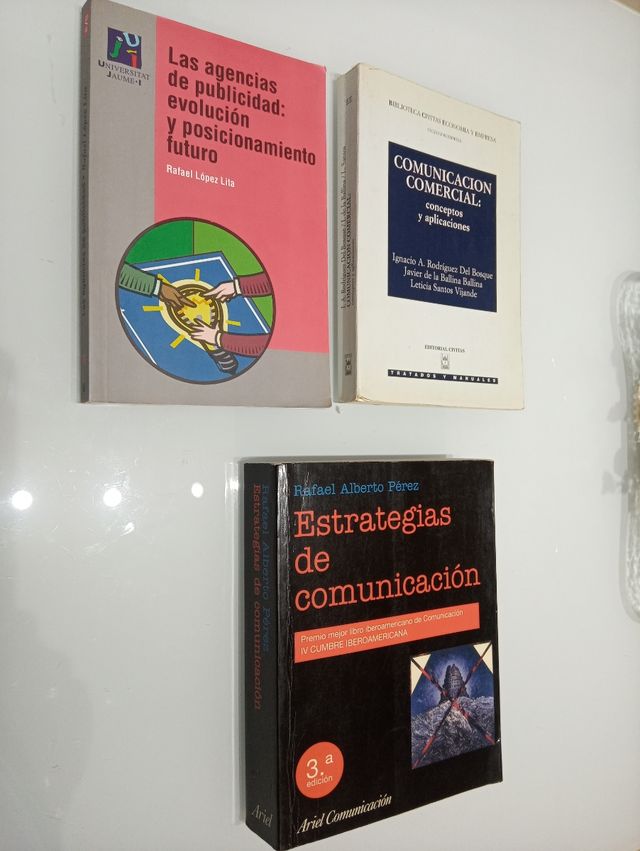 UNIVERSITAT
JAUME·I
Las agencias
de publicidad:
evolución
y posicionamiento
futuro
Rafael López Lita
BIBLIOTECA CIVITAS ECONOMIA Y EMPRESA
COMUNICACION
COMERCIAL:
conceptos
y aplicaciones
Ignacio A. Rodríguez Del Bosque
Javier de la Ballina Ballina
Leticia Santos Vijande
EDITORIAL CIVITAS
TRATADOS Y MANUALES
Rafael Alberto Pérez
Estrategias de comunicación
Ariel
Rafael Alberto Pérez
Estrategias
de
comunicación
Premio mejor libro iberoamericano de Comunicación
IV CUMBRE IBEROAMERICANA
3.ª
edición
Ariel Comunicación